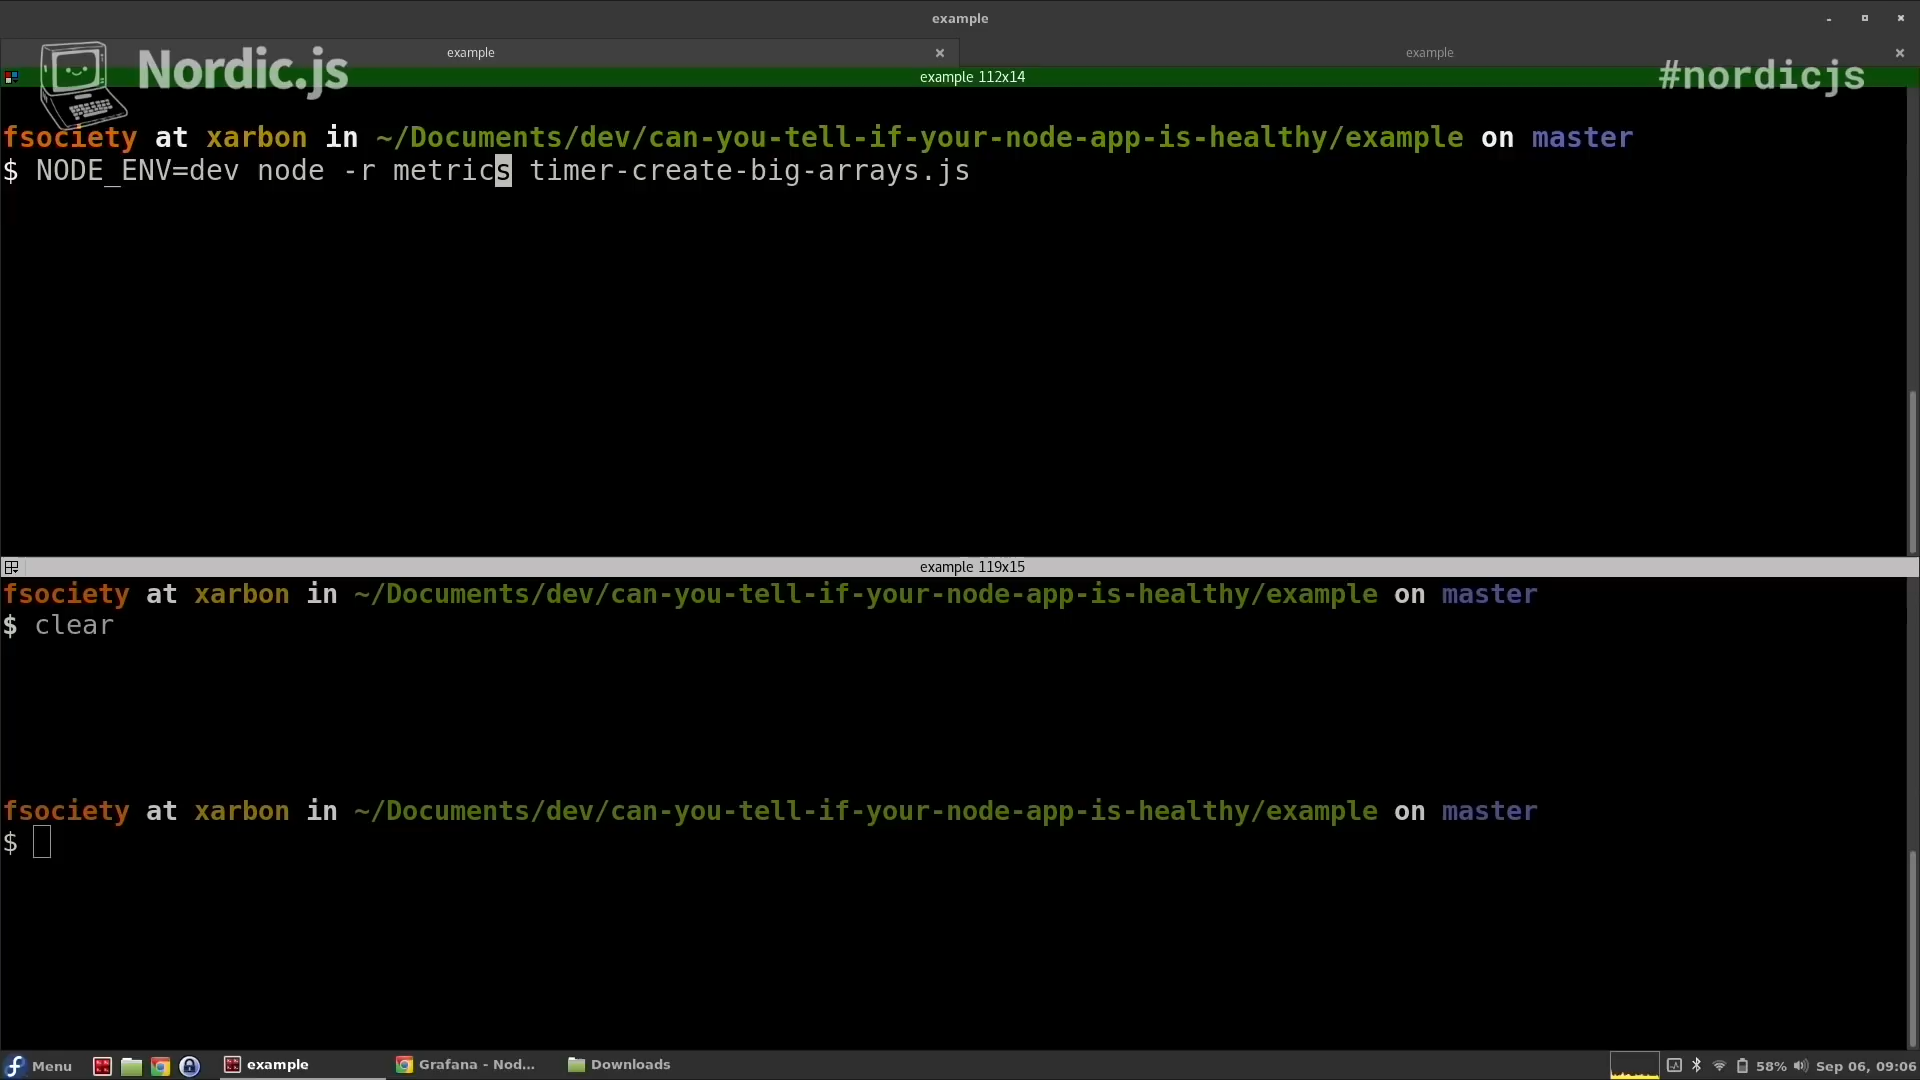 example
example
example
Nordic.js
#nordicjs
example 112x14
fsociety at xarbon in ~/Documents/dev/can-you-tell-if-your-node-app-is-healthy/example on master
$ NODE_ENV=dev node -r metrics timer-create-big-arrays.js
example 119x15
fsociety at xarbon in ~/Documents/dev/can-you-tell-if-your-node-app-is-healthy/example on master
$ clear
fsociety at xarbon in ~/Documents/dev/can-you-tell-if-your-node-app-is-healthy/example on master
$
Menu
example
Grafana - Nod...
Downloads
58%
Sep 06, 09:06